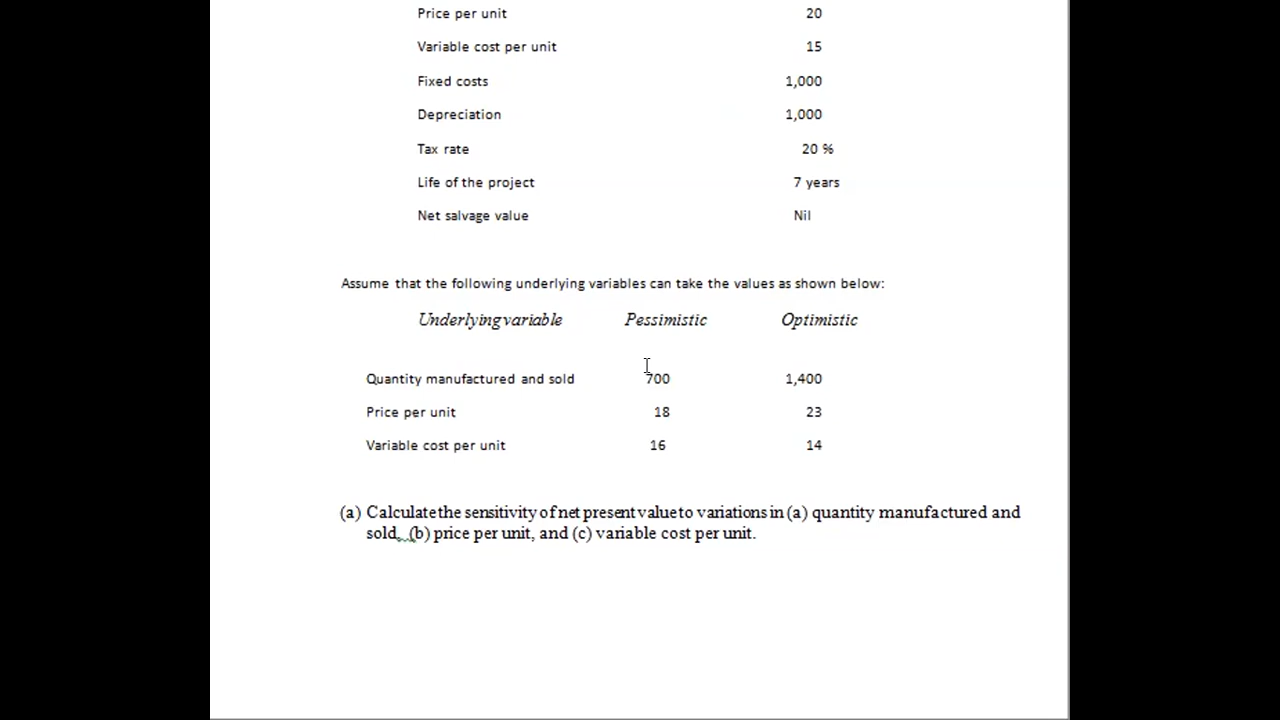 Price per unit 20
Variable cost per unit 15
Fixed costs 1,000
Depreciation 1,000
Tax rate 20 %
Life of the project 7 years
Net salvage value Nil
Assume that the following underlying variables can take the values as shown below:
Underlying variable Pessimistic Optimistic
Quantity manufactured and sold 700 1,400
Price per unit 18 23
Variable cost per unit 16 14
(a) Calculate the sensitivity of net present value to variations in (a) quantity manufactured and
sold, (b) price per unit, and (c) variable cost per unit.